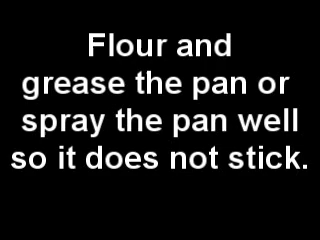 Flour and
grease the pan or
spray the pan well
so it does not stick.